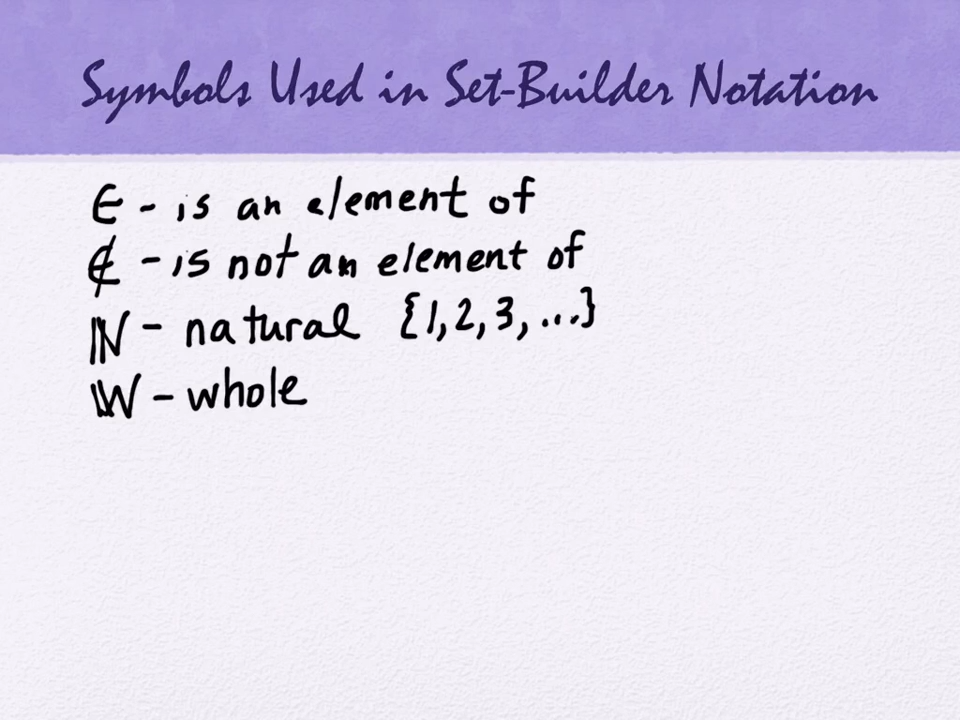 Symbols Used in Set-Builder Notation
∈ - is an element of
∉ - is not an element of
ℕ - natural {1, 2, 3, ...}
𝕎 - whole